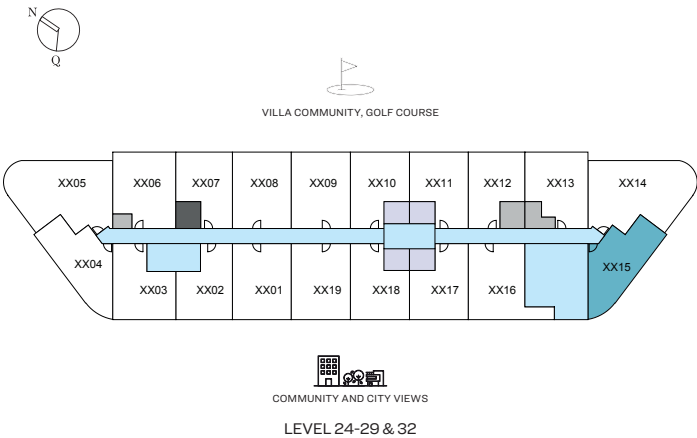 N
Q
VILLA COMMUNITY, GOLF COURSE
XX05 XX06 XX07 XX08 XX09 XX10 XX11 XX12 XX13 XX14
XX04 XX15
XX03 XX02 XX01 XX19 XX18 XX17 XX16
COMMUNITY AND CITY VIEWS
LEVEL 24-29 & 32